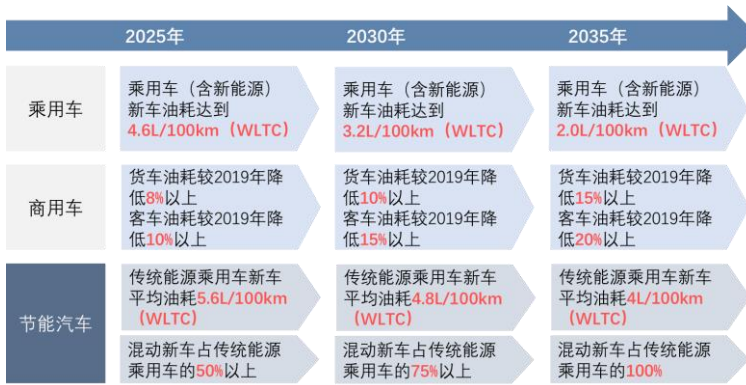 2025年
2030年
2035年
乘用车
乘用车（含新能源）
新车油耗达到
4.6L/100km（WLTC）
乘用车（含新能源）
新车油耗达到
3.2L/100km（WLTC）
乘用车（含新能源）
新车油耗达到
2.0L/100km（WLTC）
商用车
货车油耗较2019年降
低8%以上
客车油耗较2019年降
低10%以上
货车油耗较2019年降
低10%以上
客车油耗较2019年降
低15%以上
货车油耗较2019年降
低15%以上
客车油耗较2019年降
低20%以上
节能汽车
传统能源乘用车新车
平均油耗5.6L/100km
（WLTC）
传统能源乘用车新车
平均油耗4.8L/100km
（WLTC）
传统能源乘用车新车
平均油耗4L/100km
（WLTC）
混动新车占传统能源
乘用车的50%以上
混动新车占传统能源
乘用车的75%以上
混动新车占传统能源
乘用车的100%